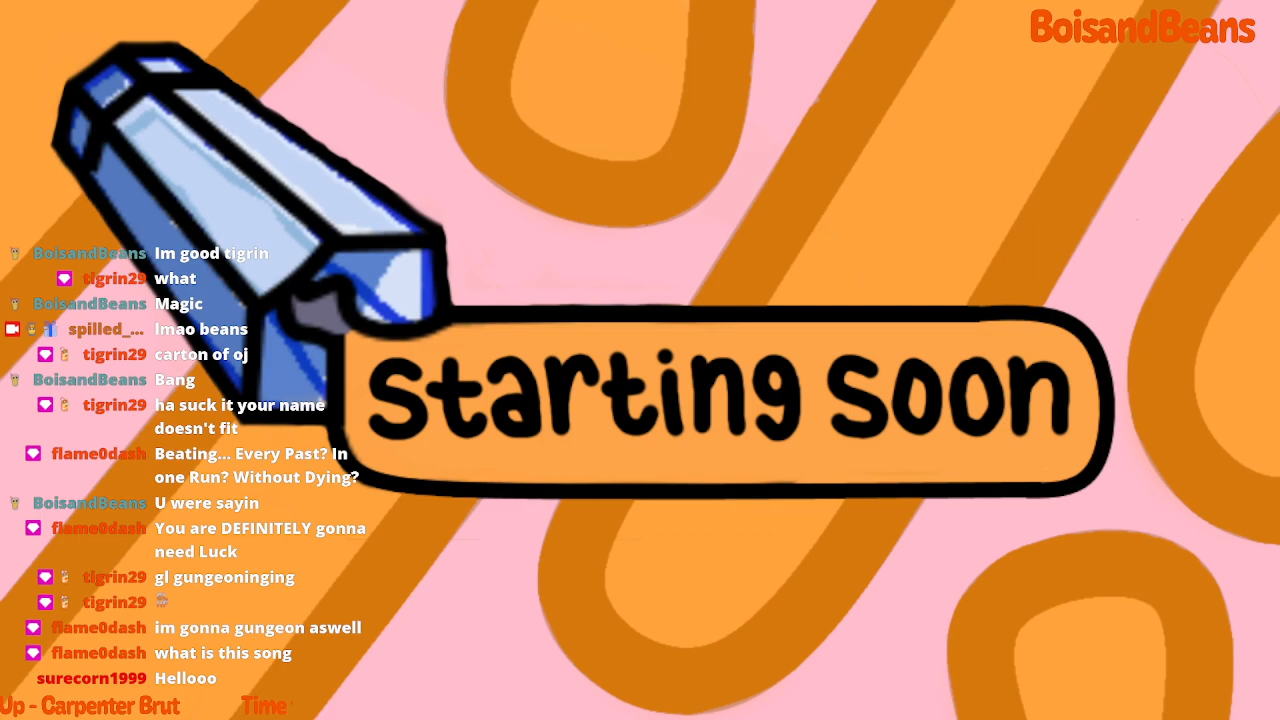 BoisandBeans
BoisandBeans Im good tigrin
tigrin29 what
BoisandBeans Magic
spilled_... lmao beans
tigrin29 carton of oj
BoisandBeans Bang
tigrin29 ha suck it your name
doesn't fit
flame0dash Beating... Every Past? In
one Run? Without Dying?
BoisandBeans U were sayin
flame0dash You are DEFINITELY gonna
need Luck
tigrin29 gl gungeoninging
tigrin29
flame0dash im gonna gungeon aswell
flame0dash what is this song
surecorn1999 Hellooo
starting soon
Up - Carpenter Brut Time